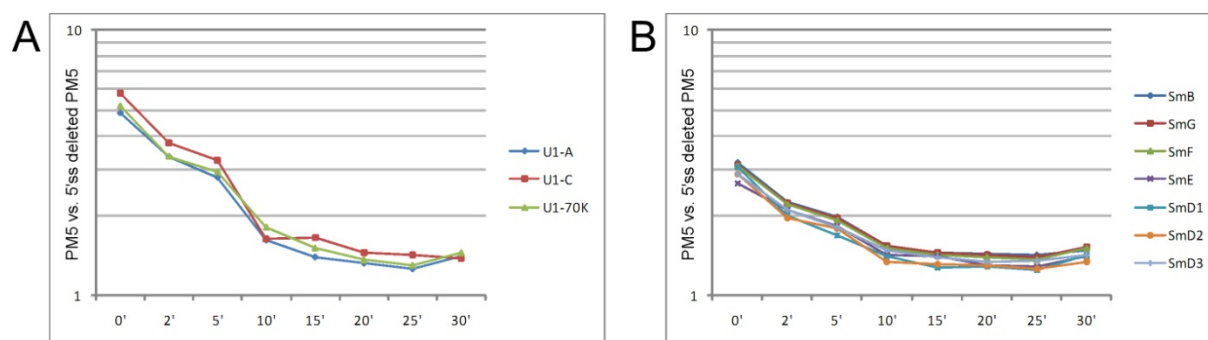 A
10
PM5 vs. 5'ss deleted PM5
1
0' 2' 5' 10' 15' 20' 25' 30'
U1-A
U1-C
U1-70K
B
10
PM5 vs. 5'ss deleted PM5
1
0' 2' 5' 10' 15' 20' 25' 30'
SmB
SmG
SmF
SmE
SmD1
SmD2
SmD3